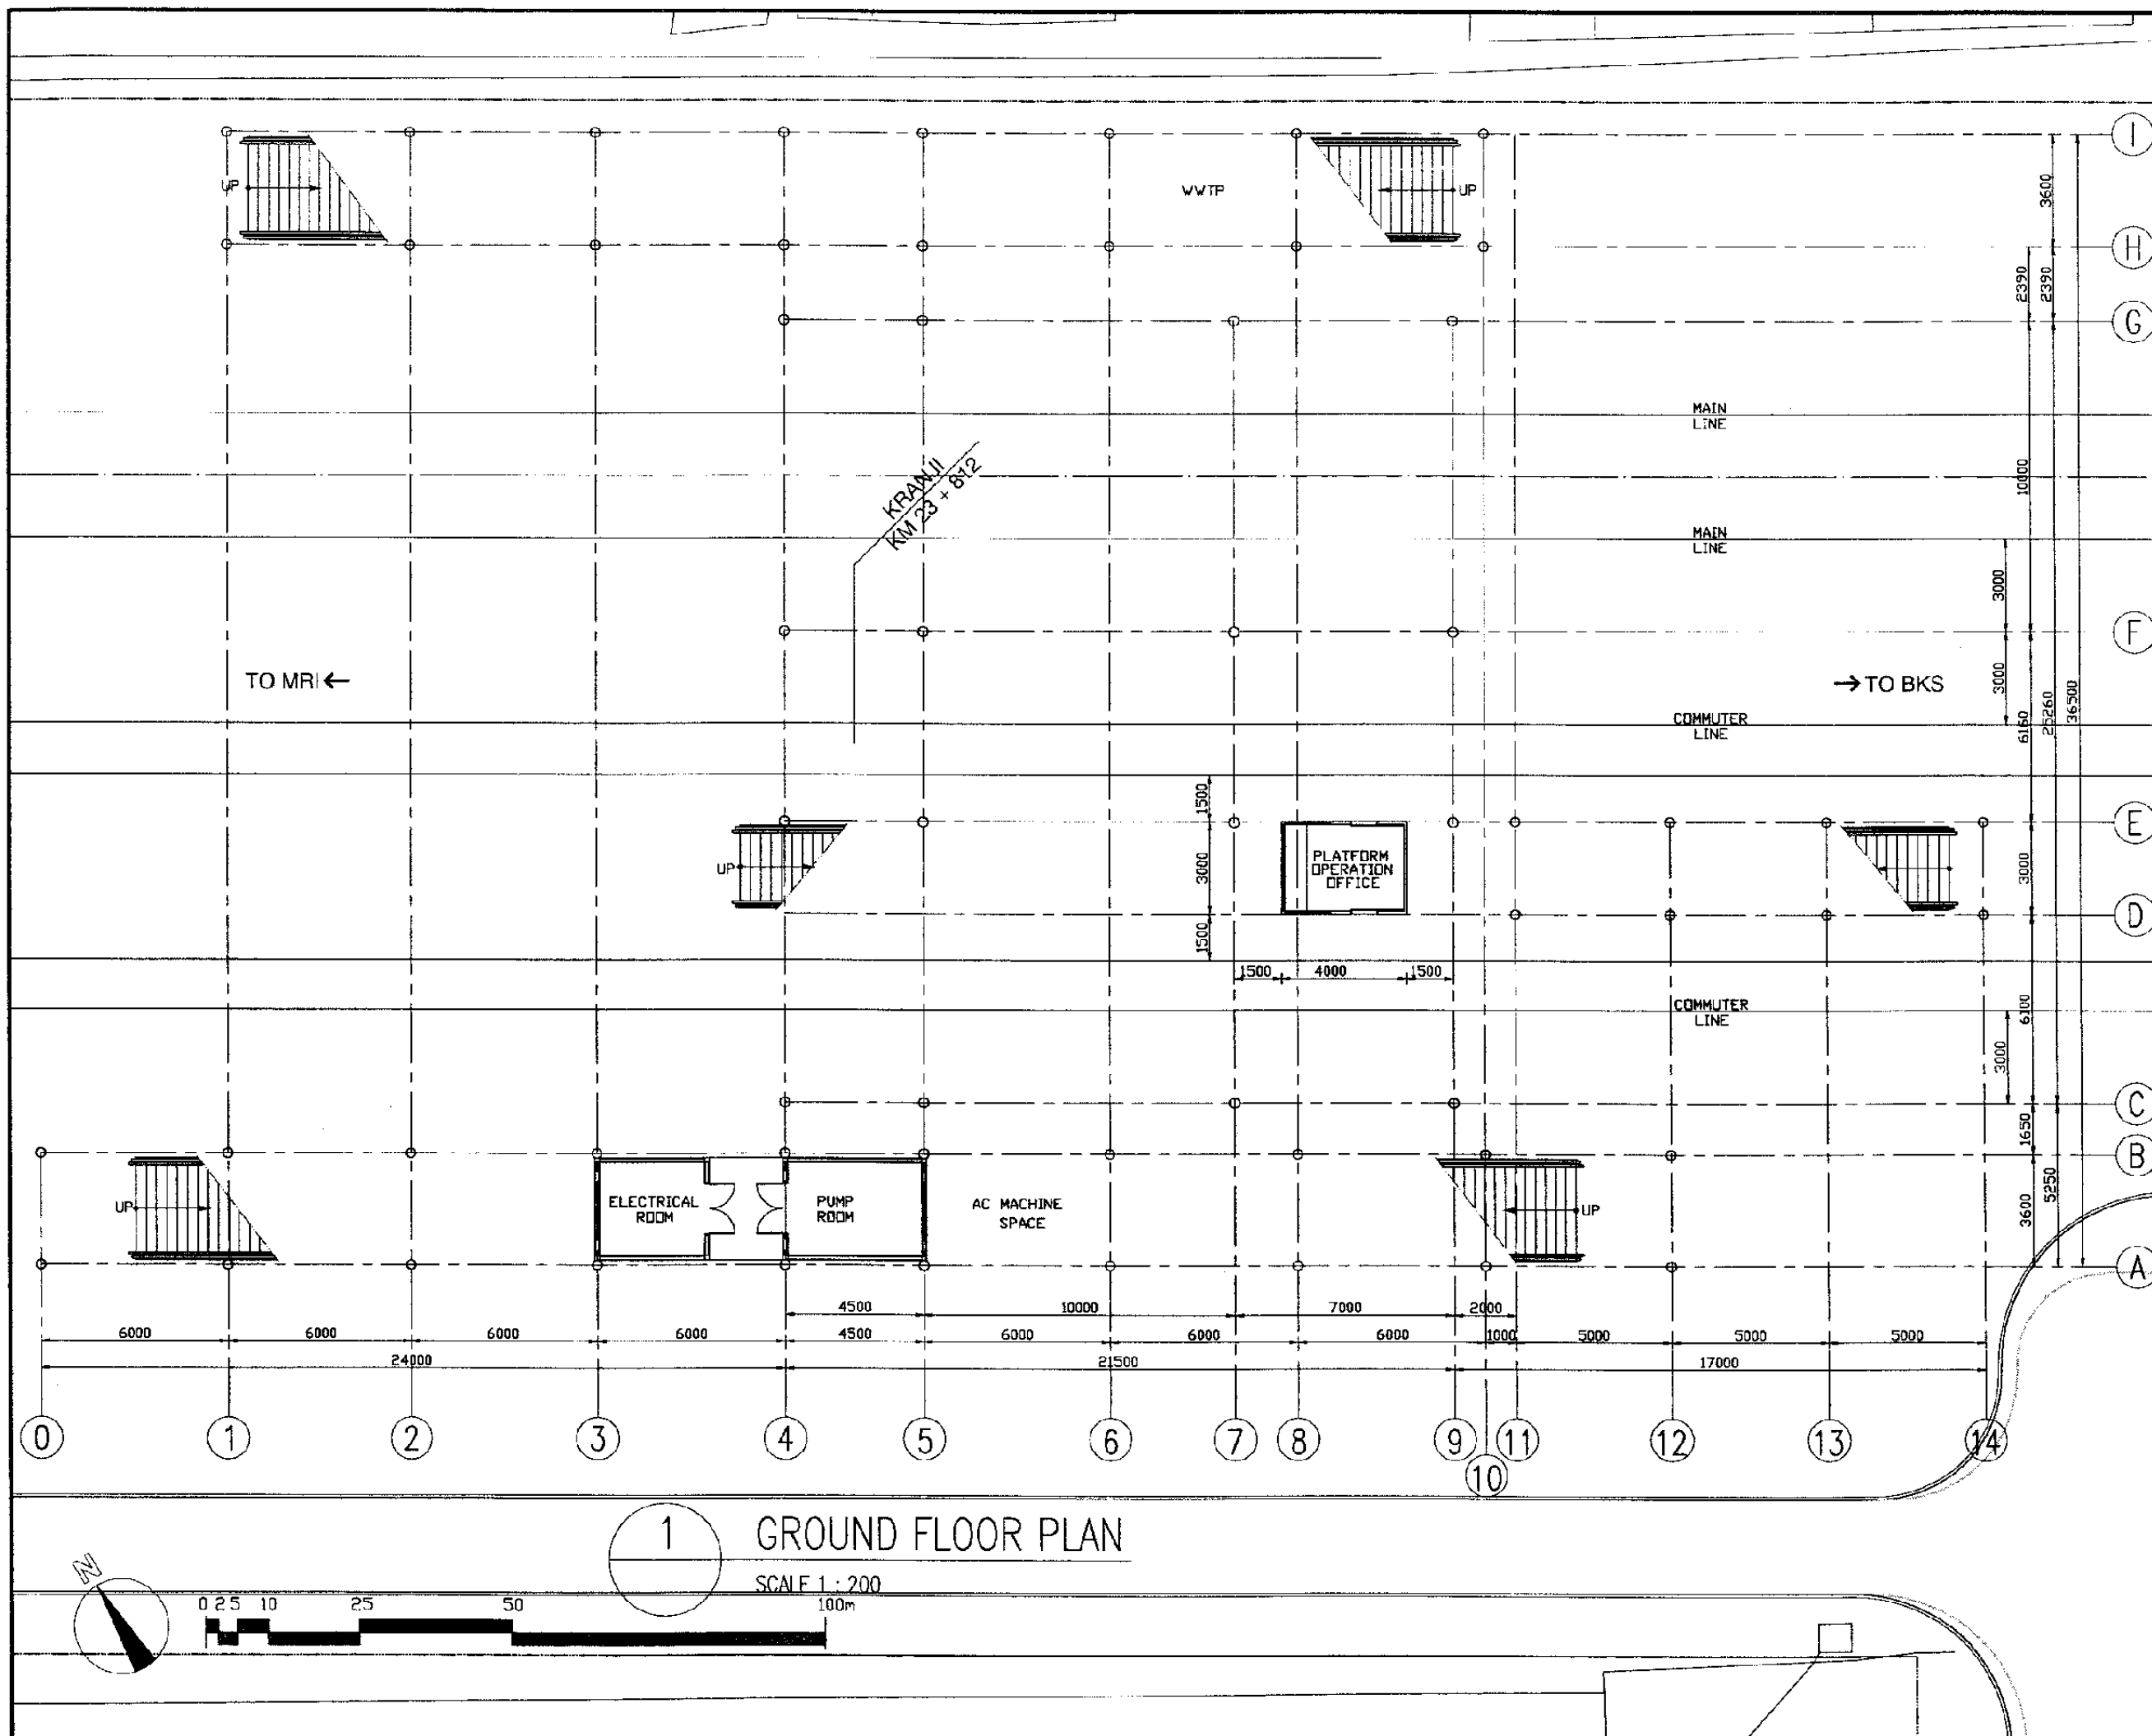 I
3600
UP
WWTP
UP
H
2390
2390
G
MAIN
LINE
KRANJI
KM 23 + 812
10000
MAIN
LINE
3000
F
TO MRI ←
→ TO BKS
3000
COMMUTER
LINE
6160
25260
36500
1500
E
UP
3000
PLATFORM
OPERATION
OFFICE
3000
D
1500
1500 4000 1500
COMMUTER
LINE
6100
3000
C
1650
B
UP
ELECTRICAL
ROOM
PUMP
ROOM
AC MACHINE
SPACE
UP
3600
5250
A
4500 10000 7000 2000
6000 6000 6000 6000 4500 6000 6000 6000 1000 5000 5000 5000
24000 21500 17000
0 1 2 3 4 5 6 7 8 9 11 12 13 14
10
1 GROUND FLOOR PLAN
SCALE 1 : 200
N
0 2 5 10 25 50 100m